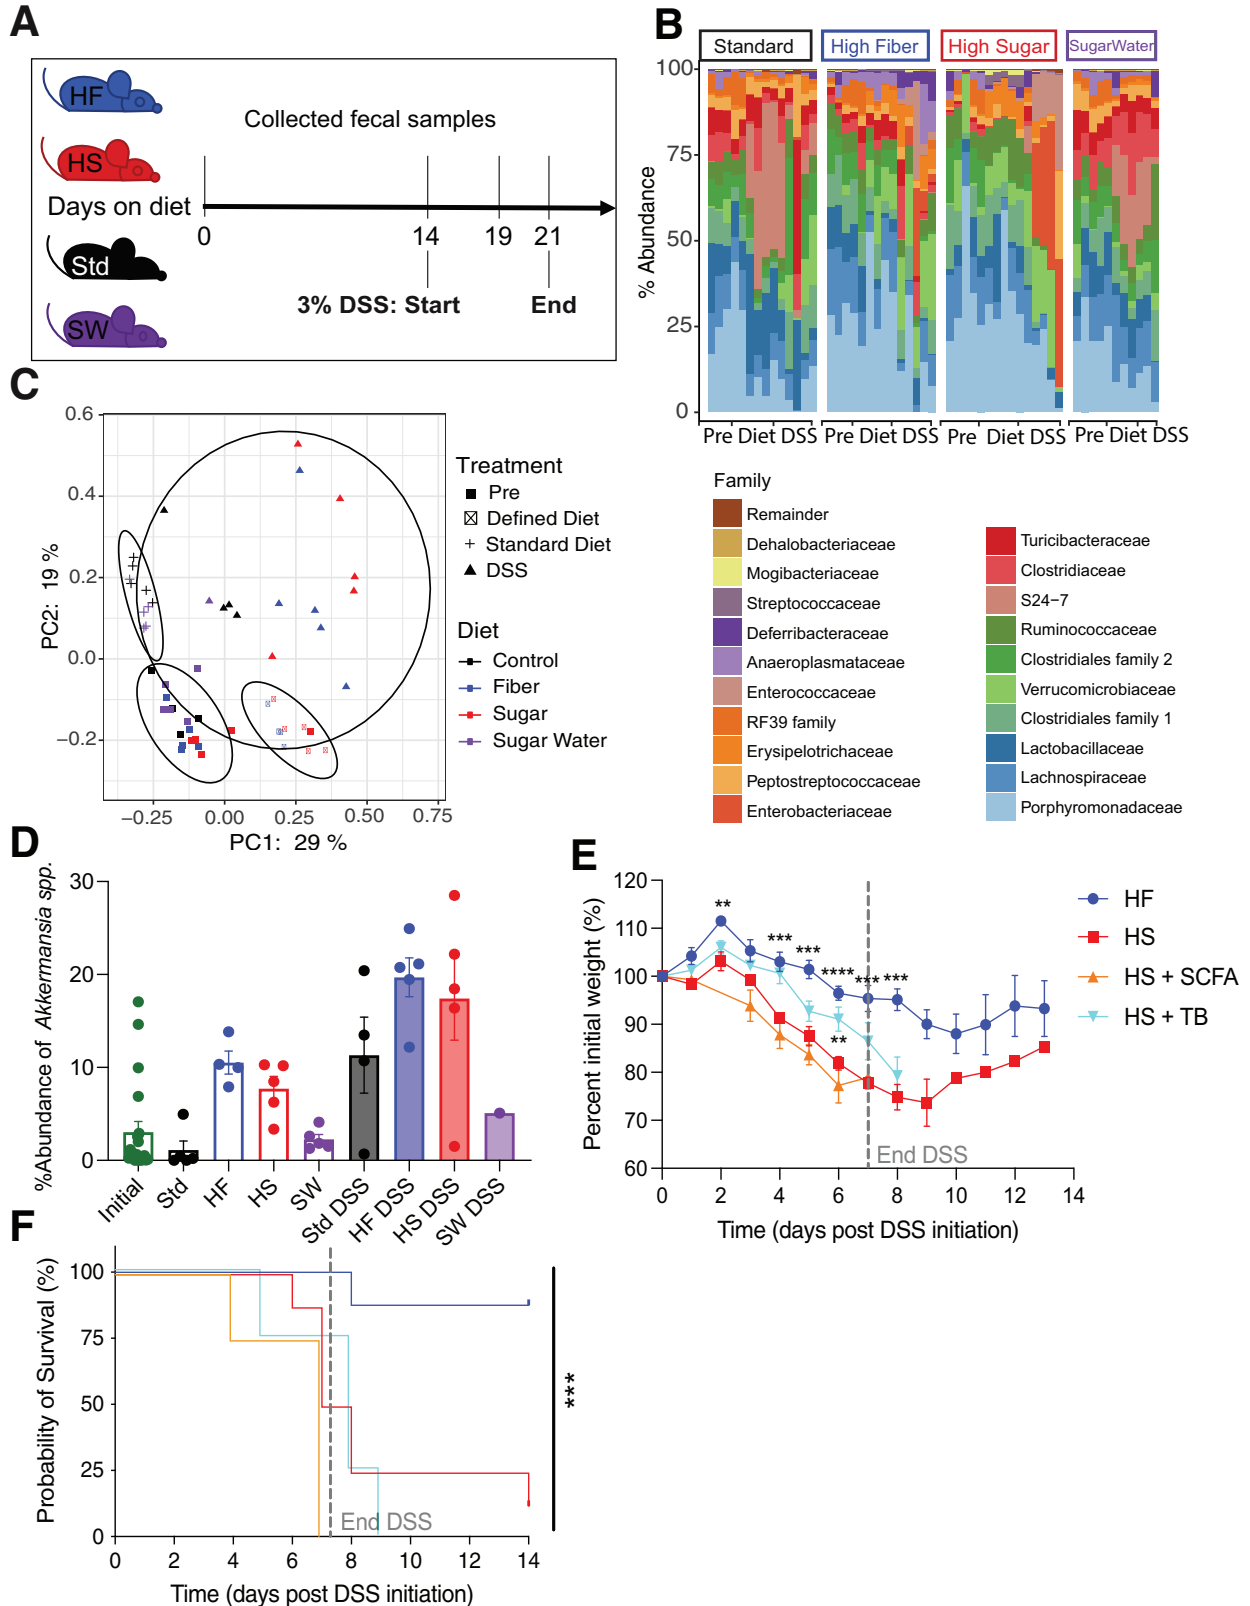 A
HF
HS
Std
SW
Collected fecal samples
Days on diet
0 14 19 21
3% DSS: Start End
B
Standard High Fiber High Sugar SugarWater
% Abundance
100
75
50
25
0
Pre Diet DSS Pre Diet DSS Pre Diet DSS Pre Diet DSS
Family
Remainder
Dehalobacteriaceae
Mogibacteriaceae
Streptococcaceae
Deferribacteraceae
Anaeroplasmataceae
Enterococcaceae
RF39 family
Erysipelotrichaceae
Peptostreptococcaceae
Enterobacteriaceae
Turicibacteraceae
Clostridiaceae
S24-7
Ruminococcaceae
Clostridiales family 2
Verrucomicrobiaceae
Clostridiales family 1
Lactobacillaceae
Lachnospiraceae
Porphyromonadaceae
C
PC2: 19 %
0.6
0.4
0.2
0.0
−0.2
−0.25 0.00 0.25 0.50 0.75
PC1: 29 %
Treatment
Pre
Defined Diet
Standard Diet
DSS
Diet
Control
Fiber
Sugar
Sugar Water
D
%Abundance of Akkermansia spp.
30
20
10
0
Initial Std HF HS SW Std DSS HF DSS HS DSS SW DSS
E
Percent initial weight (%)
120
110
100
90
80
70
60
** *** *** **** *** ***
**
End DSS
0 2 4 6 8 10 12 14
Time (days post DSS initiation)
HF
HS
HS + SCFA
HS + TB
F
Probability of Survival (%)
100
75
50
25
0
End DSS
***
0 2 4 6 8 10 12 14
Time (days post DSS initiation)